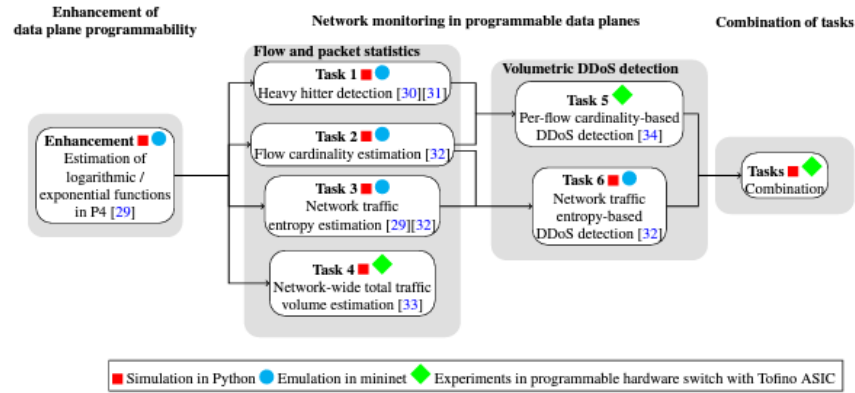 Enhancement of
data plane programmability
Network monitoring in programmable data planes
Combination of tasks
Flow and packet statistics
Task 1
Heavy hitter detection [30][31]
Task 2
Flow cardinality estimation [32]
Task 3
Network traffic
entropy estimation [29][32]
Task 4
Network-wide total traffic
volume estimation [33]
Enhancement
Estimation of
logarithmic /
exponential functions
in P4 [29]
Volumetric DDoS detection
Task 5
Per-flow cardinality-based
DDoS detection [34]
Task 6
Network traffic
entropy-based
DDoS detection [32]
Tasks
Combination
Simulation in Python Emulation in mininet Experiments in programmable hardware switch with Tofino ASIC